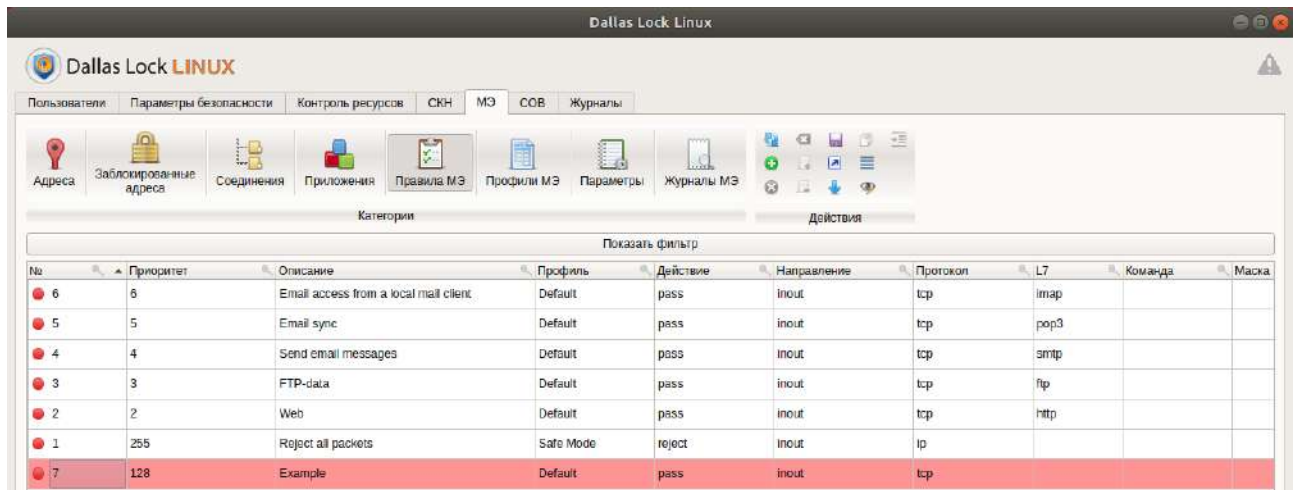 Dallas Lock Linux
Dallas Lock LINUX
Пользователи Параметры безопасности Контроль ресурсов СКН МЭ СОВ Журналы
Адреса Заблокированные адреса Соединения Приложения Правила МЭ Профили МЭ Параметры Журналы МЭ
Категории Действия
Показать фильтр
№ Приоритет Описание Профиль Действие Направление Протокол L7 Команда Маска
6 6 Email access from a local mail client Default pass inout tcp imap
5 5 Email sync Default pass inout tcp pop3
4 4 Send email messages Default pass inout tcp smtp
3 3 FTP-data Default pass inout tcp ftp
2 2 Web Default pass inout tcp http
1 255 Reject all packets Safe Mode reject inout ip
7 128 Example Default pass inout tcp